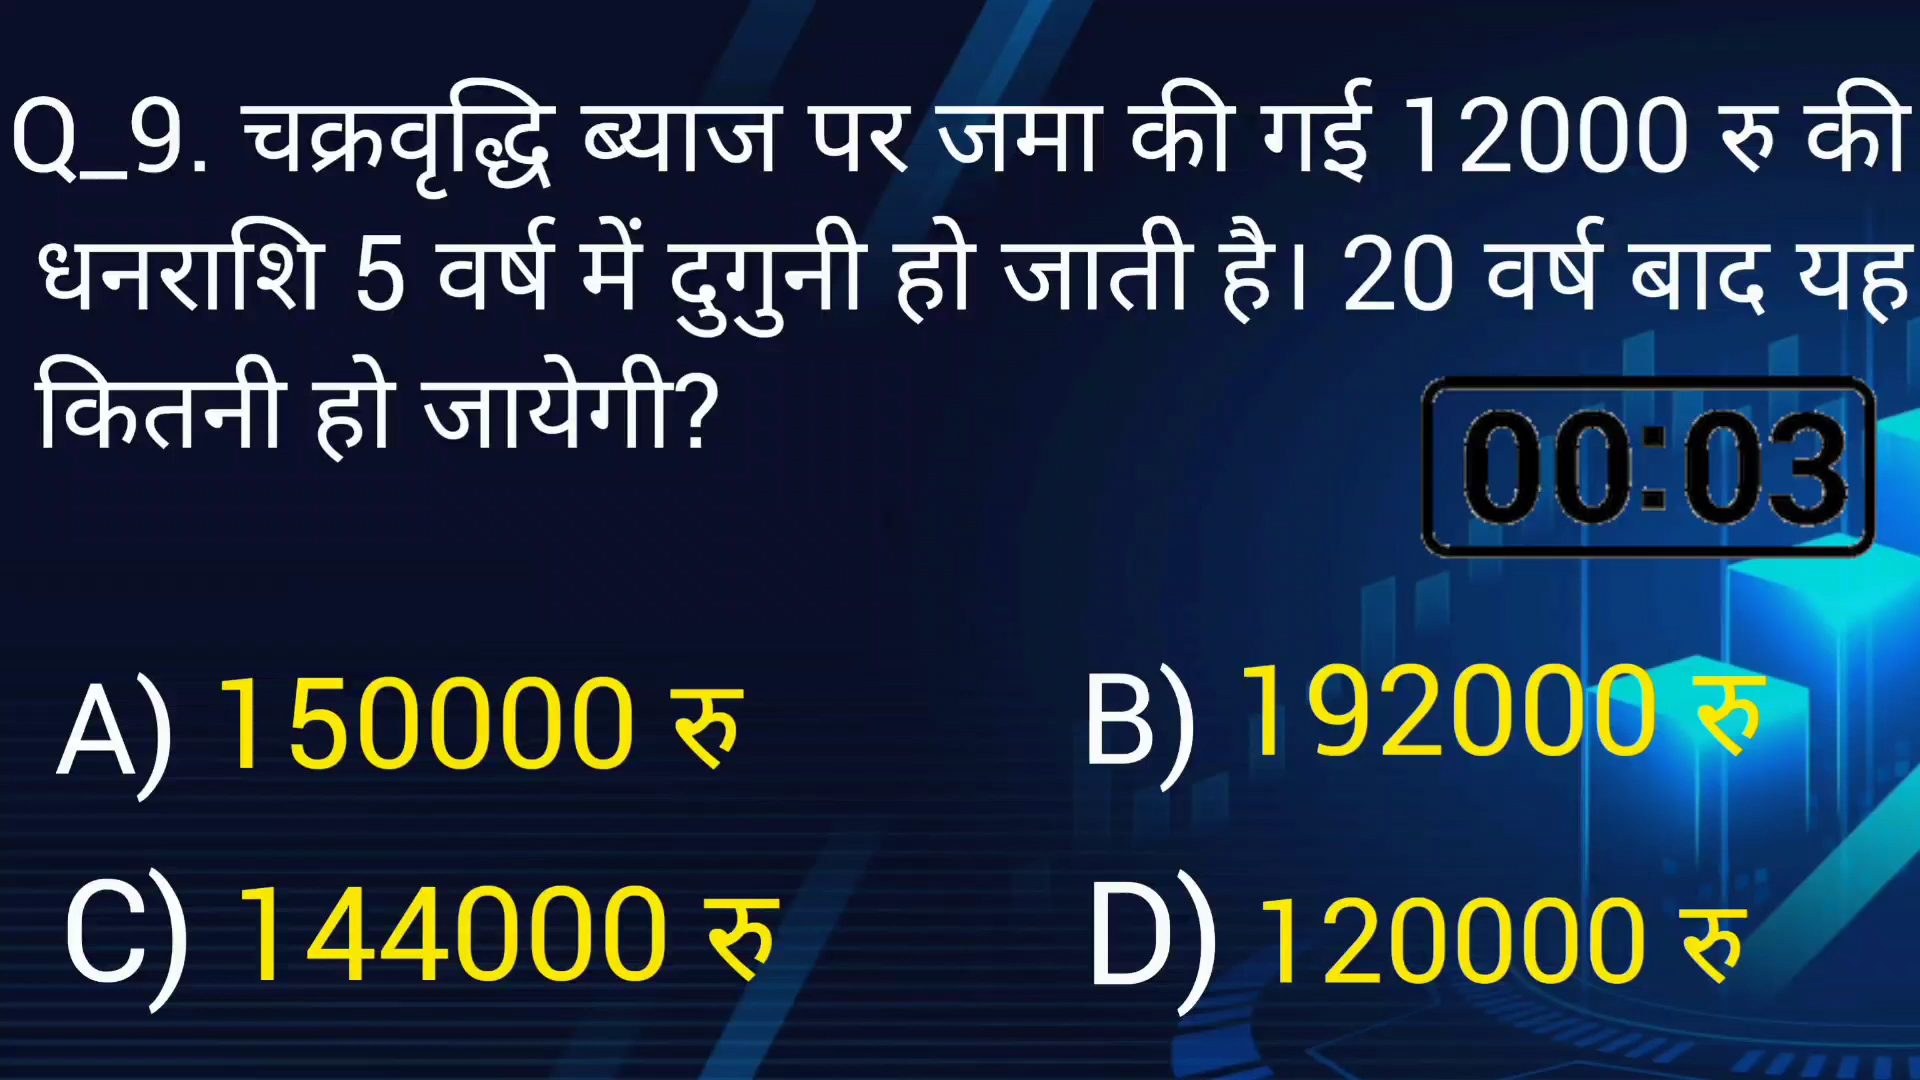 Q_9. चक्रवृद्धि ब्याज पर जमा की गई 12000 रु की
धनराशि 5 वर्ष में दुगुनी हो जाती है। 20 वर्ष बाद यह
कितनी हो जायेगी?
00:03
A) 150000 रु
B) 192000 रु
C) 144000 रु
D) 120000 रु